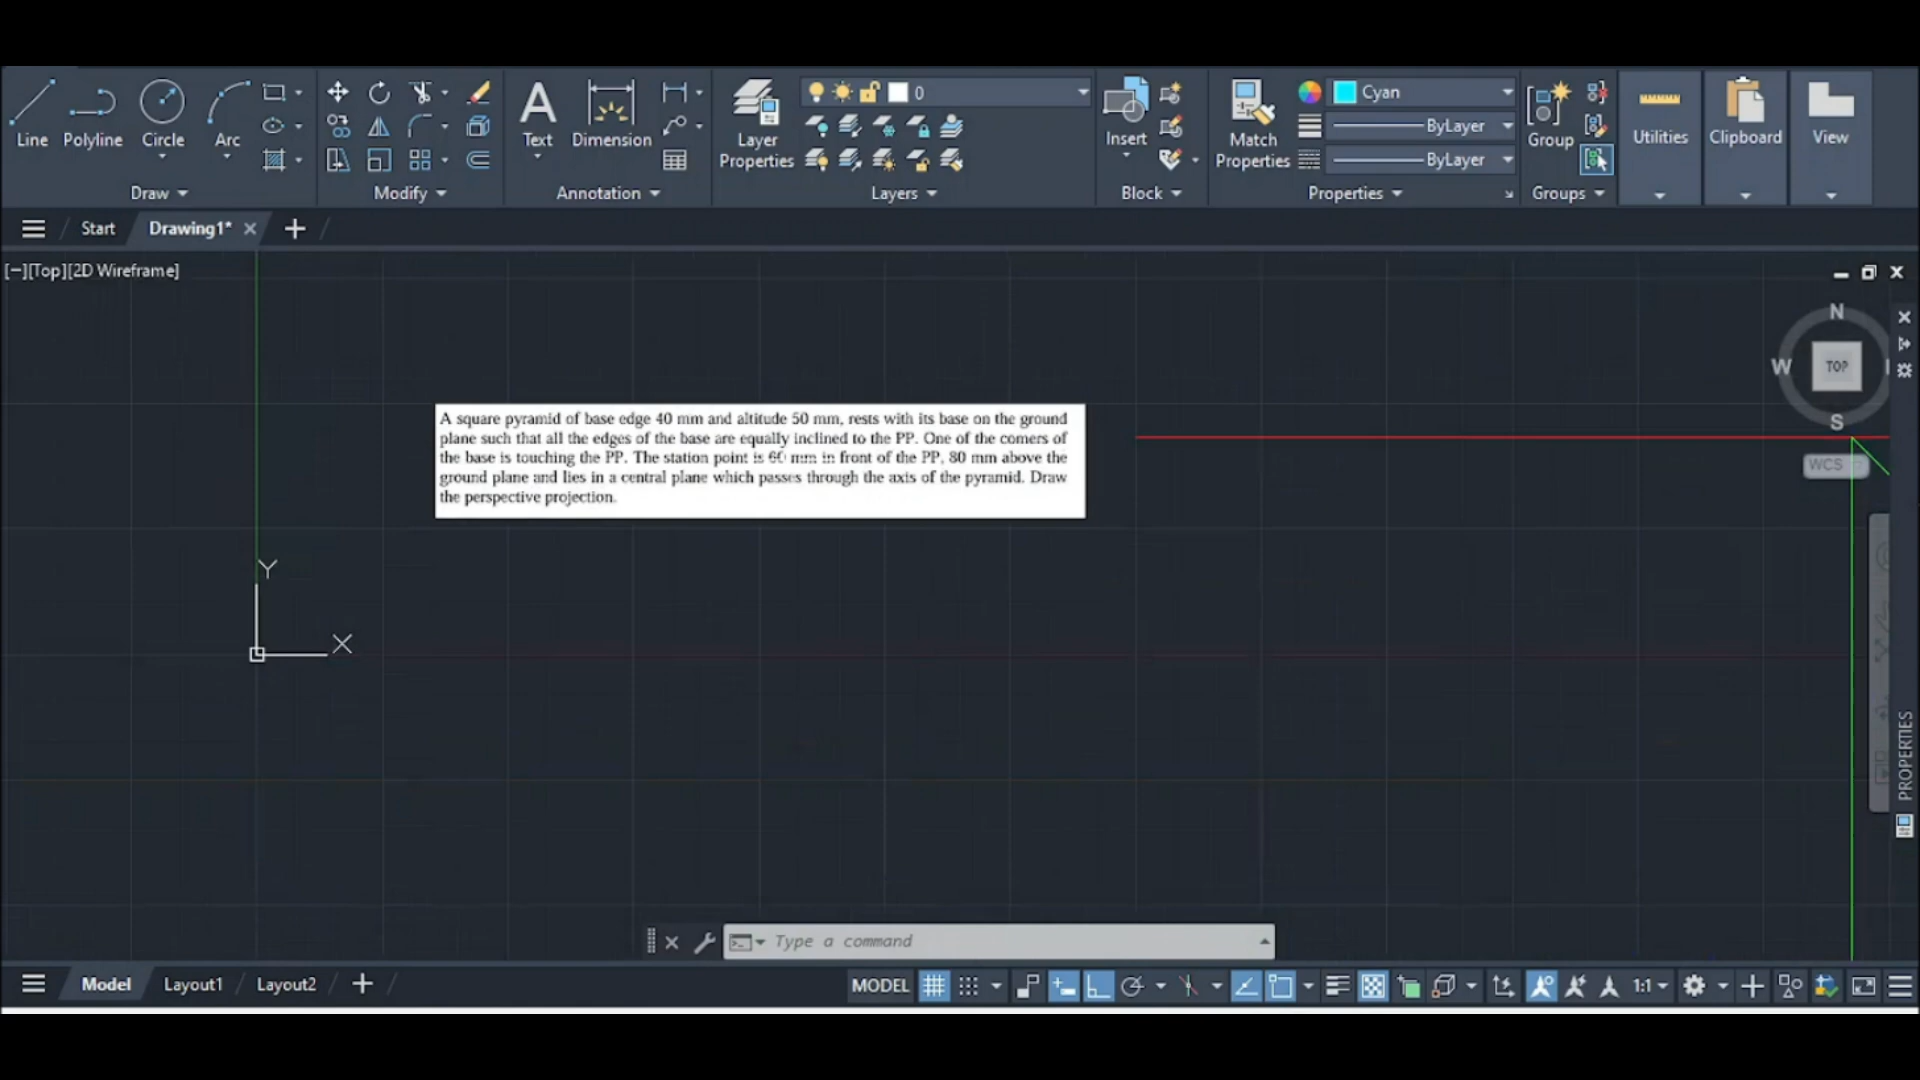 Line
Polyline
Circle
Arc
Draw
Modify
Text
Dimension
Annotation
Layer
Properties
0
Layers
Insert
Block
Match
Properties
Cyan
ByLayer
ByLayer
Properties
Group
Groups
Utilities
Clipboard
View
Start
Drawing1*
[−][Top][2D Wireframe]
N
W
TOP
S
WCS
A square pyramid of base edge 40 mm and altitude 50 mm, rests with its base on the ground
plane such that all the edges of the base are equally inclined to the PP. One of the corners of
the base is touching the PP. The station point is 60 mm in front of the PP, 80 mm above the
ground plane and lies in a central plane which passes through the axis of the pyramid. Draw
the perspective projection.
Y
X
PROPERTIES
Type a command
Model
Layout1
Layout2
MODEL
1:1